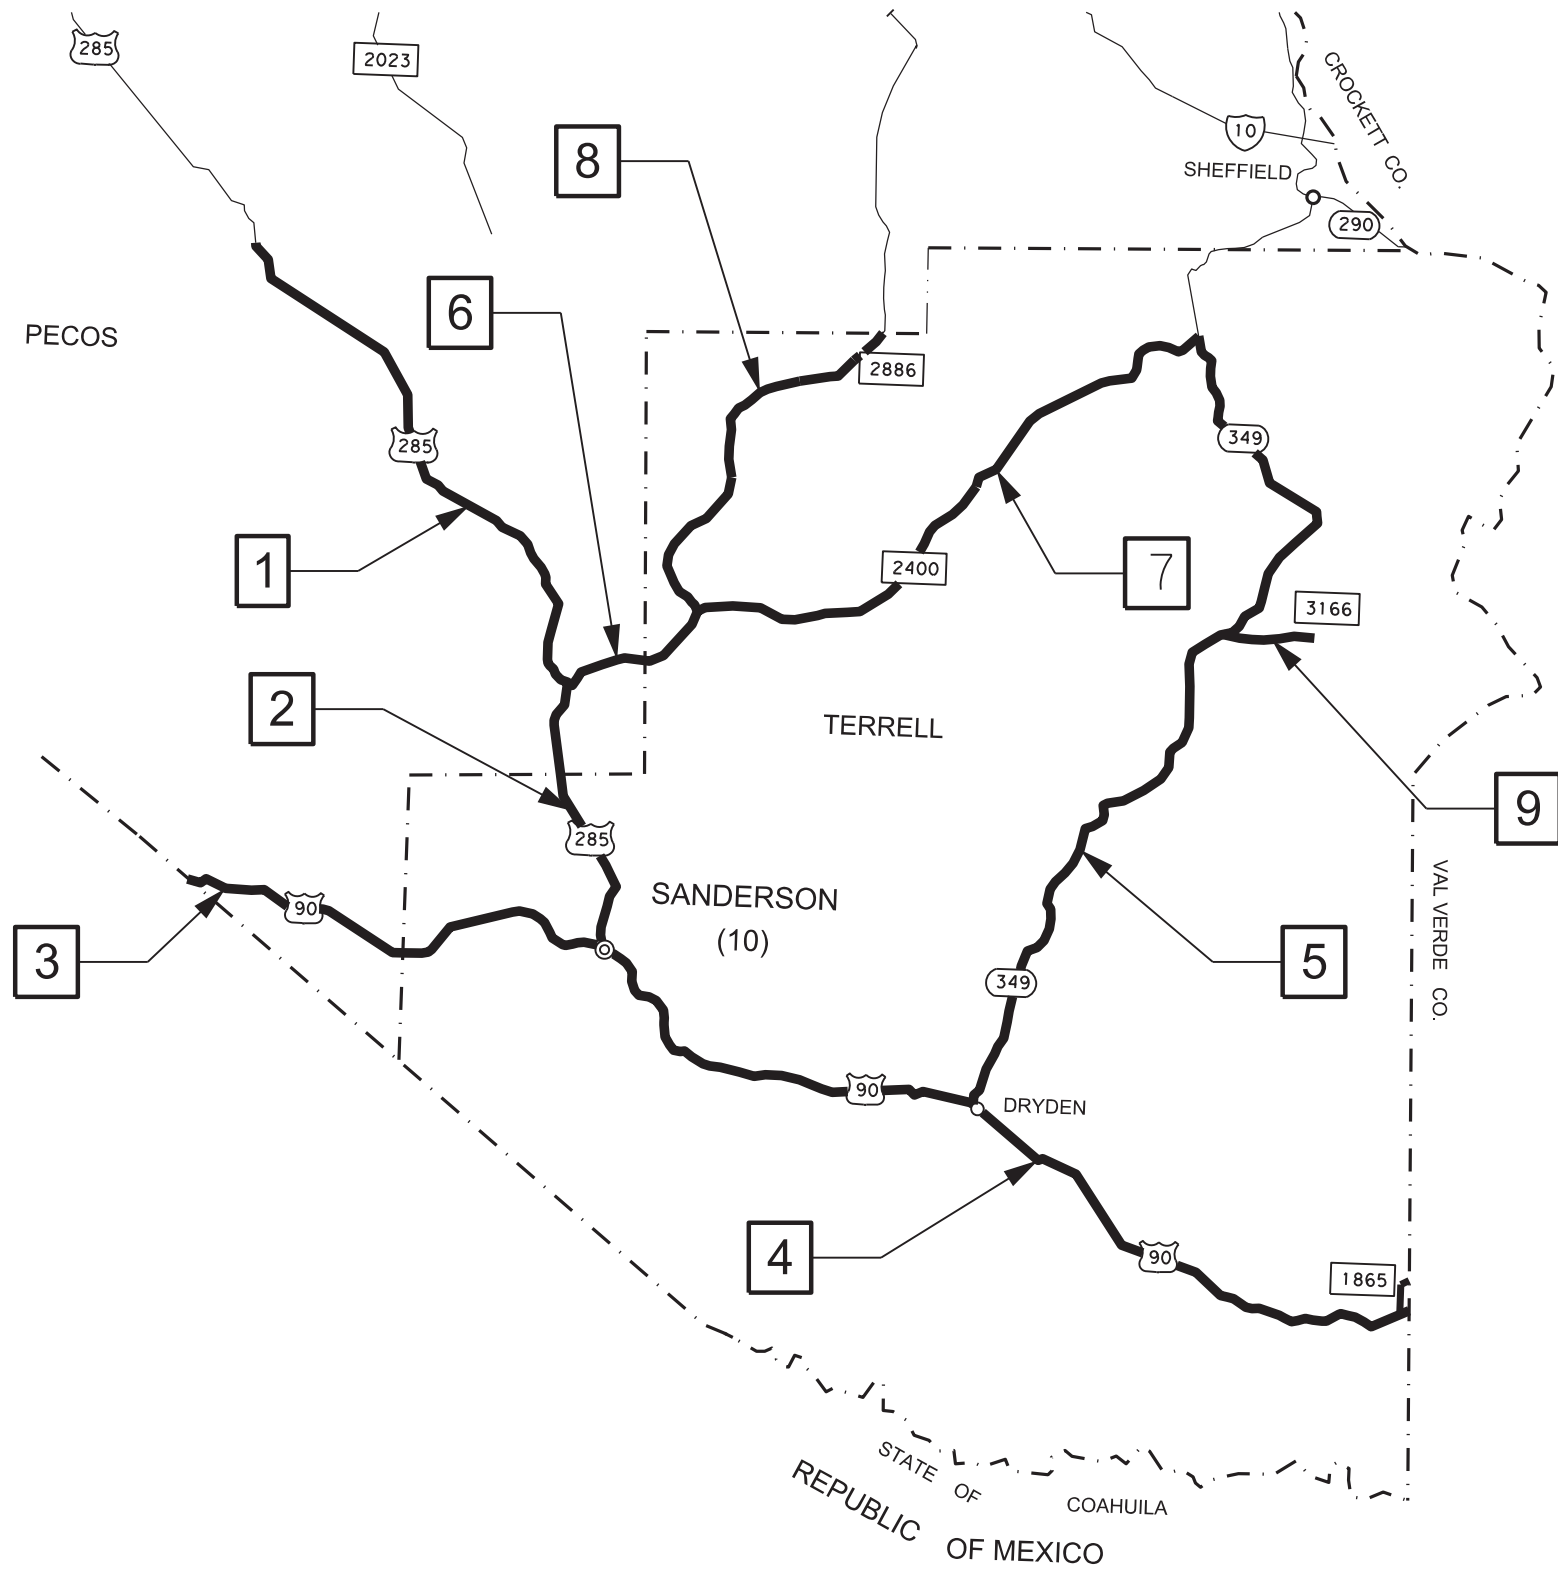 285
2023
CROCKETT CO.
10
8
SHEFFIELD
290
6
PECOS
2886
285
349
1
2400
7
3166
2
TERRELL
9
285
VAL VERDE CO.
90
SANDERSON
(10)
3
5
349
90
DRYDEN
4
90
1865
STATE OF COAHUILA
REPUBLIC OF MEXICO